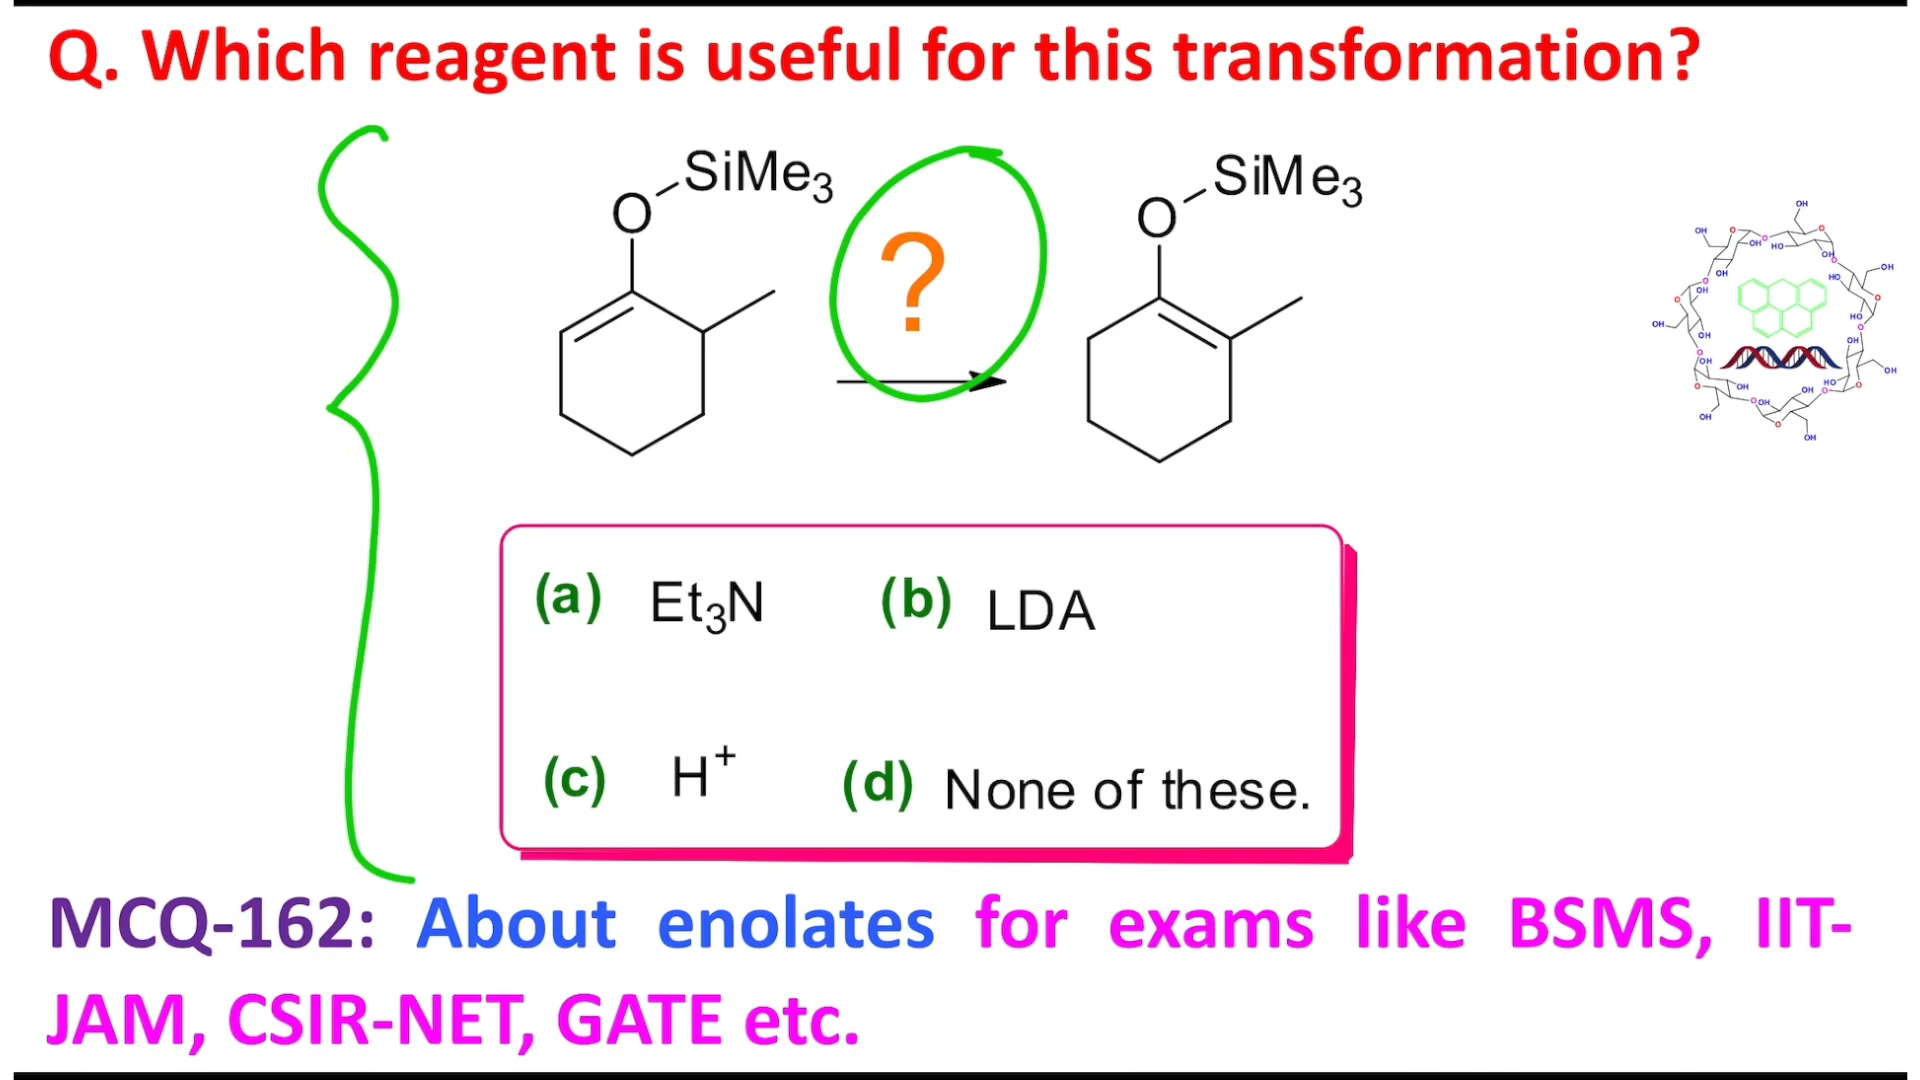 Q. Which reagent is useful for this transformation?
O SiMe3
O SiMe3
?
(a) Et3N (b) LDA
(c) H+ (d) None of these.
MCQ-162: About enolates for exams like BSMS, IIT-
JAM, CSIR-NET, GATE etc.